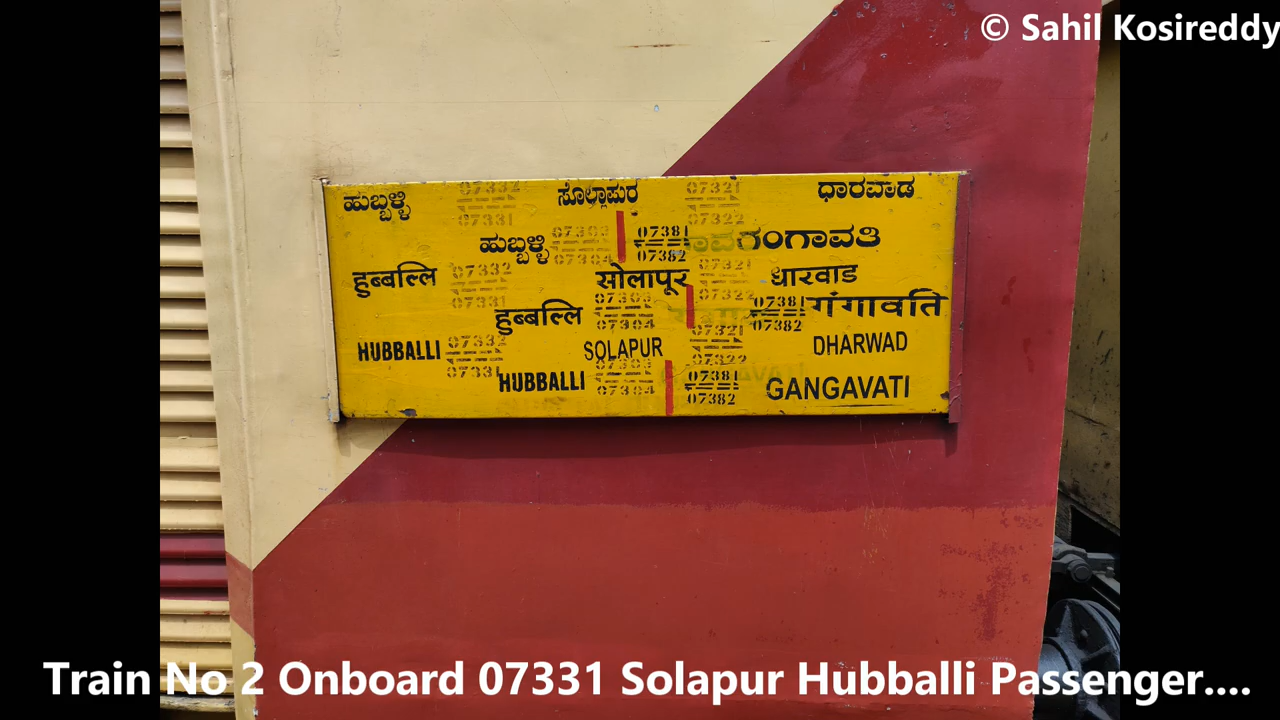 © Sahil Kosireddy
ಹುಬ್ಬಳ್ಳಿ 07332 07331 ಸೊಲ್ಲಾಪುರ 07321 07322 ಧಾರವಾಡ
ಹುಬ್ಬಳ್ಳಿ 07303 07304 07381 07382 ಗಂಗಾವತಿ
हुब्बल्लि 07332 07331 सोलापूर 07321 07322 धारवाड
हुब्बल्लि 07303 07304 07381 07382 गंगावति
HUBBALLI 07332 07331 SOLAPUR 07321 07322 DHARWAD
HUBBALLI 07303 07304 07381 07382 GANGAVATI
Train No 2 Onboard 07331 Solapur Hubballi Passenger....